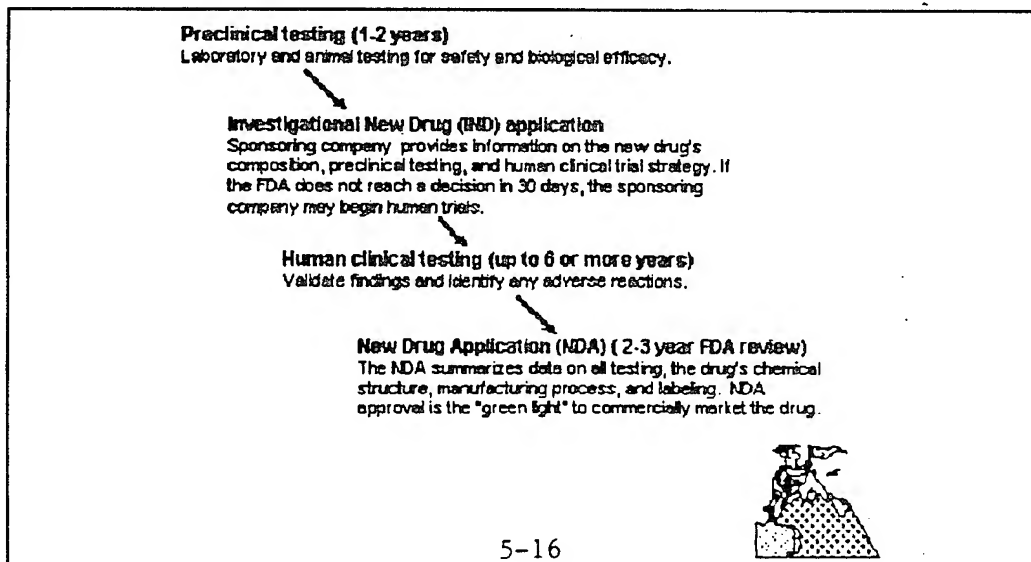 Preclinical testing (1-2 years)
Laboratory and animal testing for safety and biological efficacy.
Investigational New Drug (IND) application
Sponsoring company provides information on the new drug's
composition, preclinical testing, and human clinical trial strategy. If
the FDA does not reach a decision in 30 days, the sponsoring
company may begin human trials.
Human clinical testing (up to 6 or more years)
Validate findings and identify any adverse reactions.
New Drug Application (NDA) ( 2-3 year FDA review)
The NDA summarizes data on all testing, the drug's chemical
structure, manufacturing process, and labeling. NDA
approval is the "green light" to commercially market the drug.
5-16